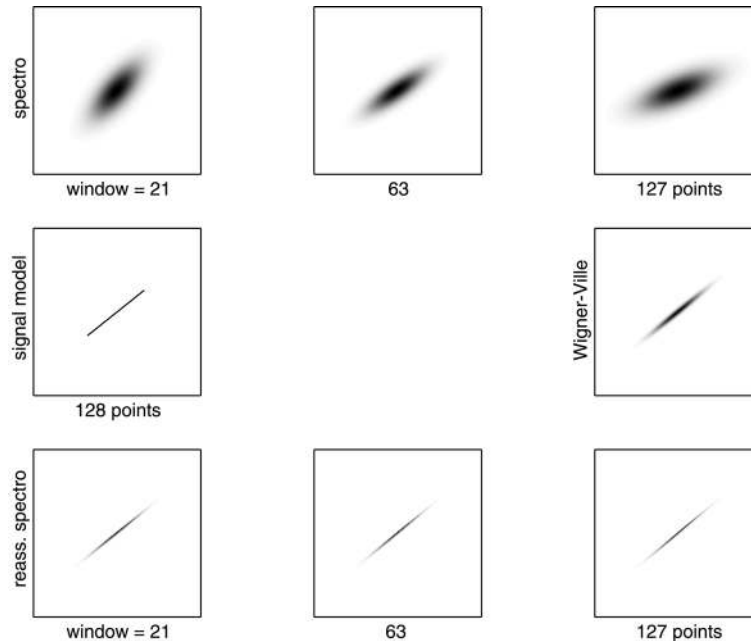 spectro
window = 21
63
127 points
signal model
128 points
Wigner-Ville
reass. spectro
window = 21
63
127 points